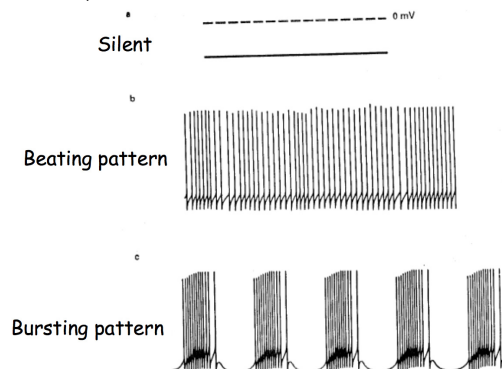 a
0 mV
Silent
b
Beating pattern
c
Bursting pattern